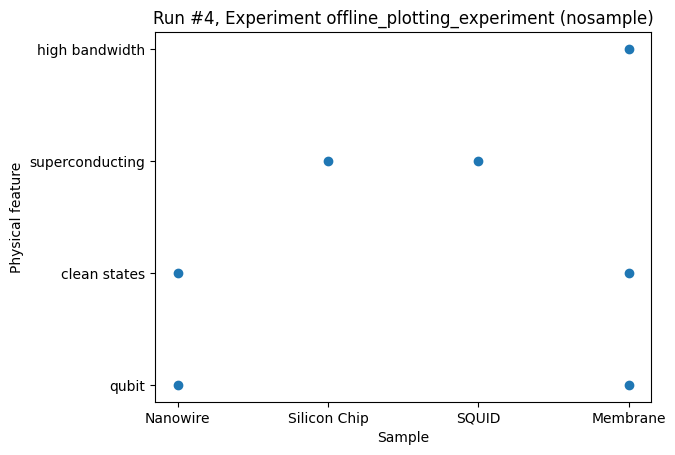 Run #4, Experiment offline_plotting_experiment (nosample)
high bandwidth
superconducting
clean states
qubit
Physical feature
Nanowire
Silicon Chip
SQUID
Membrane
Sample